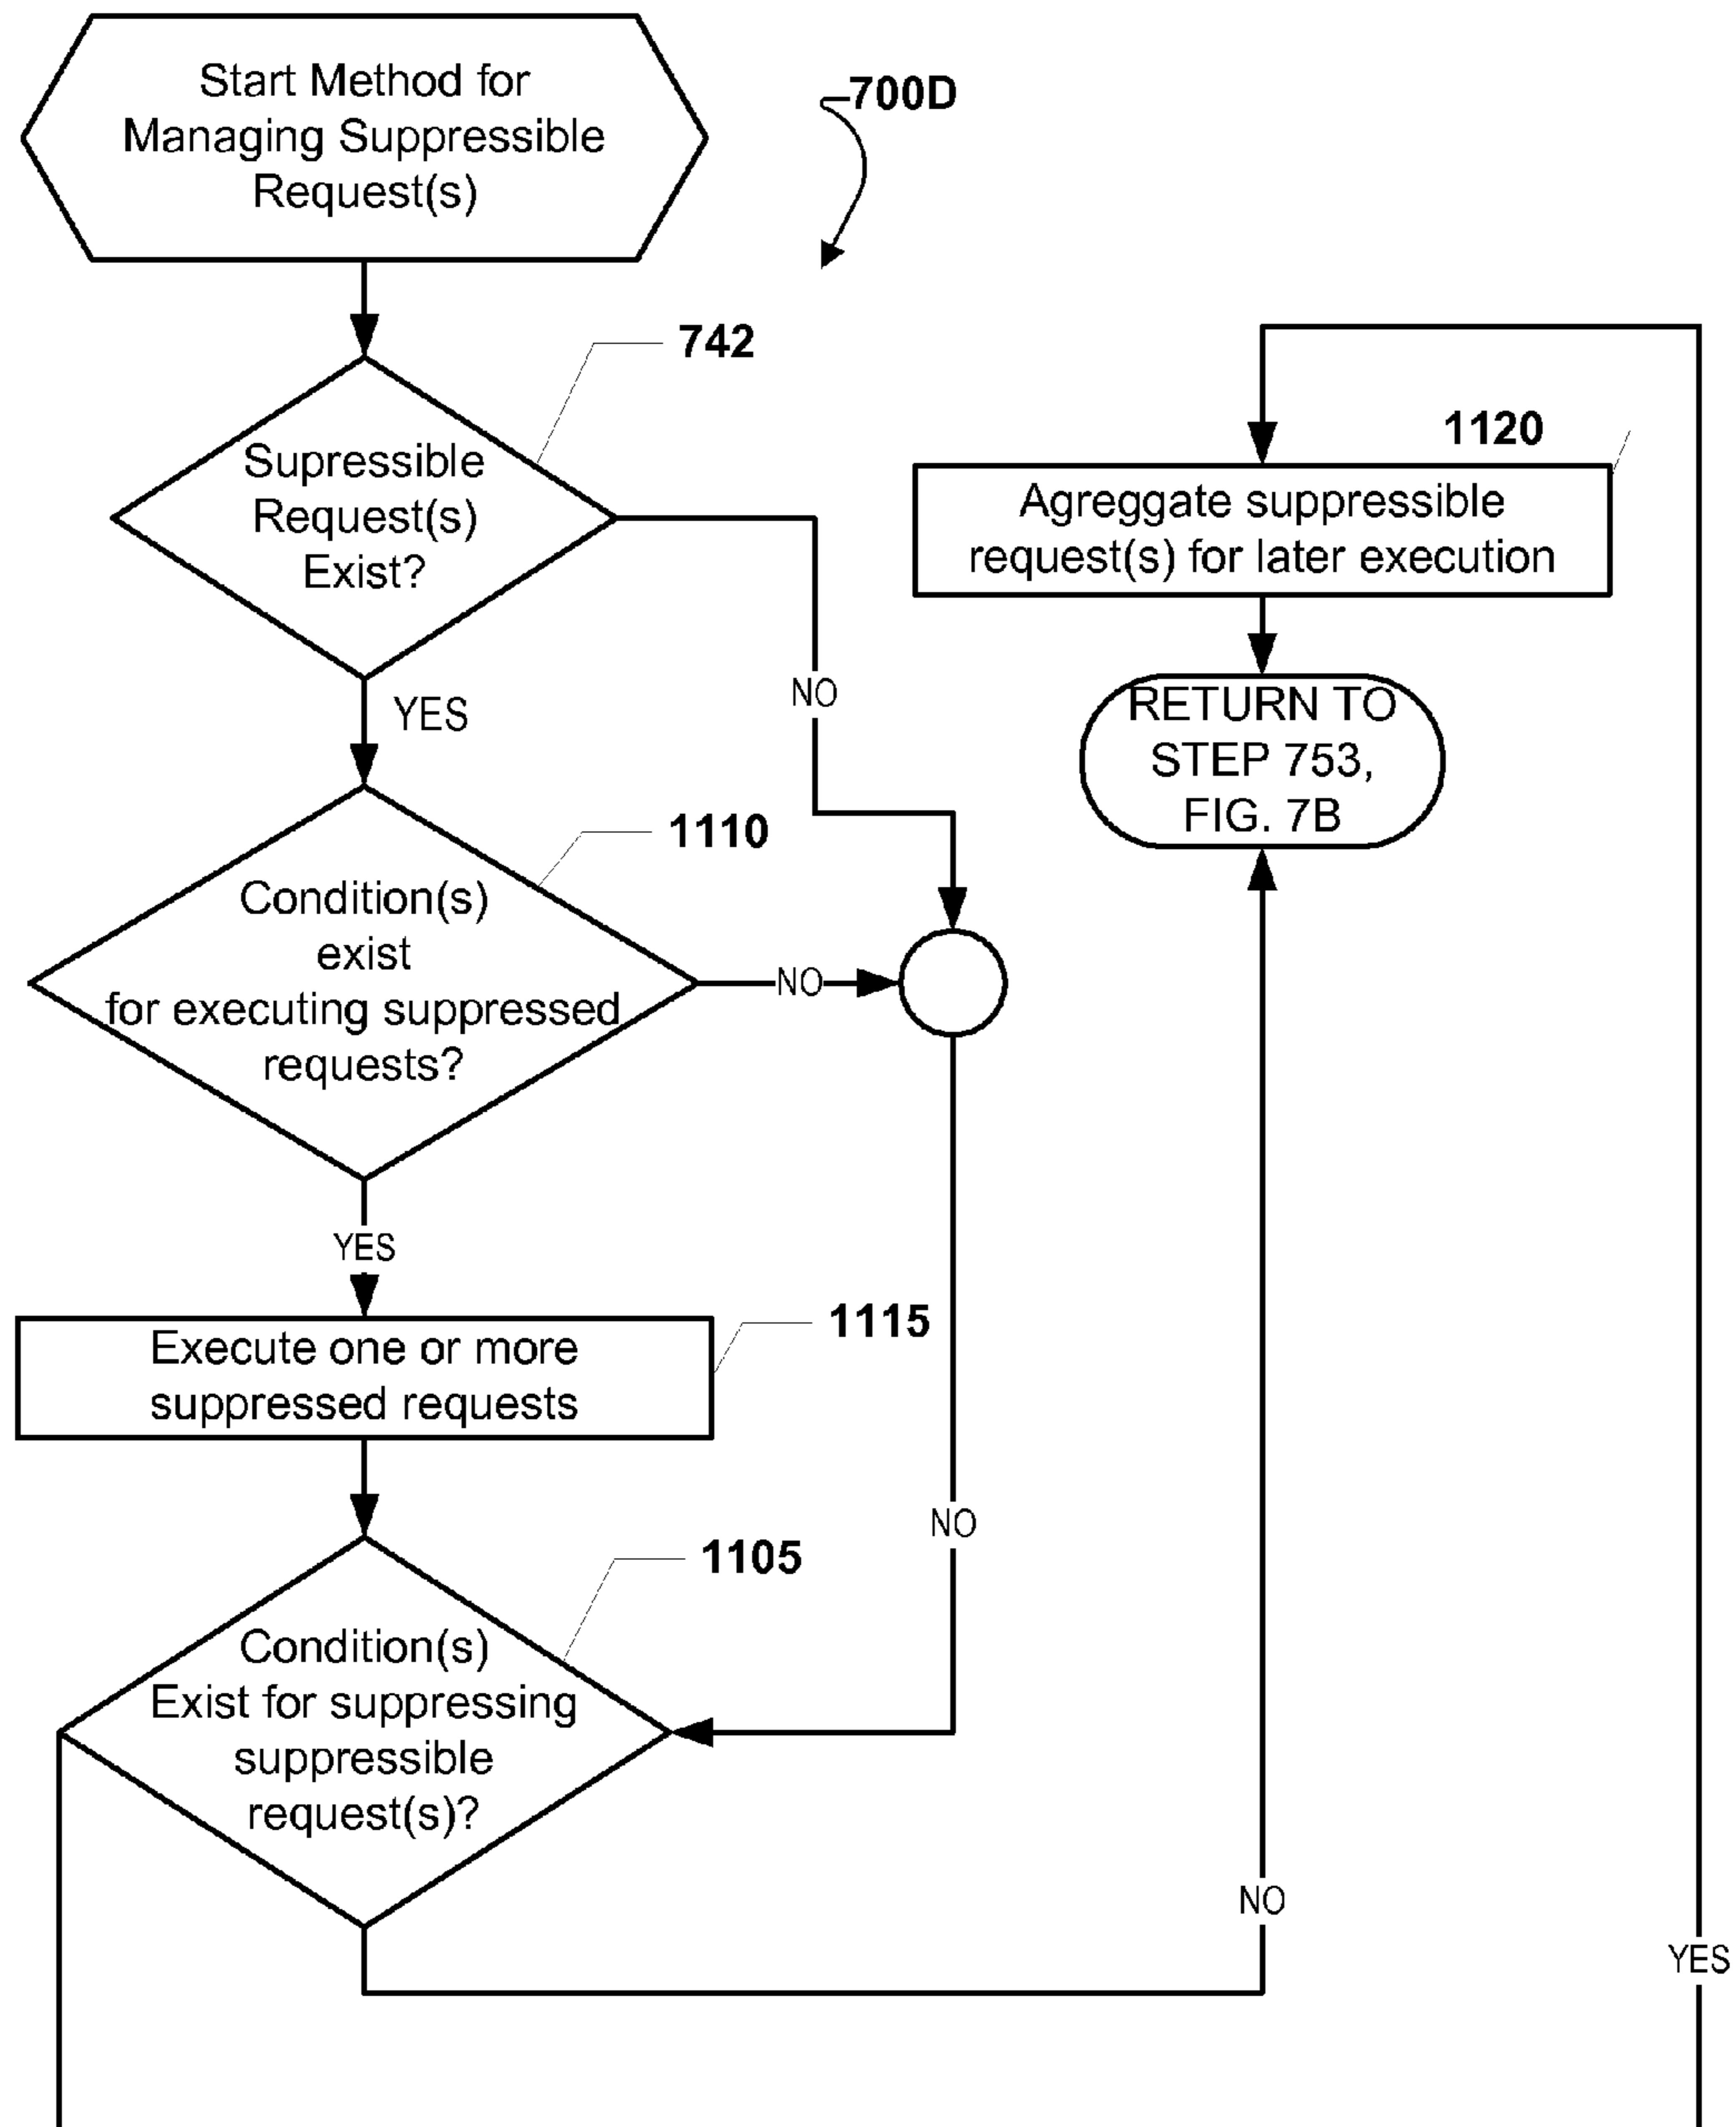 Start Method for
Managing Suppressible
Request(s)
700D
742
Supressible
Request(s)
Exist?
NO
YES
1120
Agreggate suppressible
request(s) for later execution
RETURN TO
STEP 753,
FIG. 7B
1110
Condition(s)
exist
for executing suppressed
requests?
NO
YES
1115
Execute one or more
suppressed requests
NO
1105
Condition(s)
Exist for suppressing
suppressible
request(s)?
NO
YES